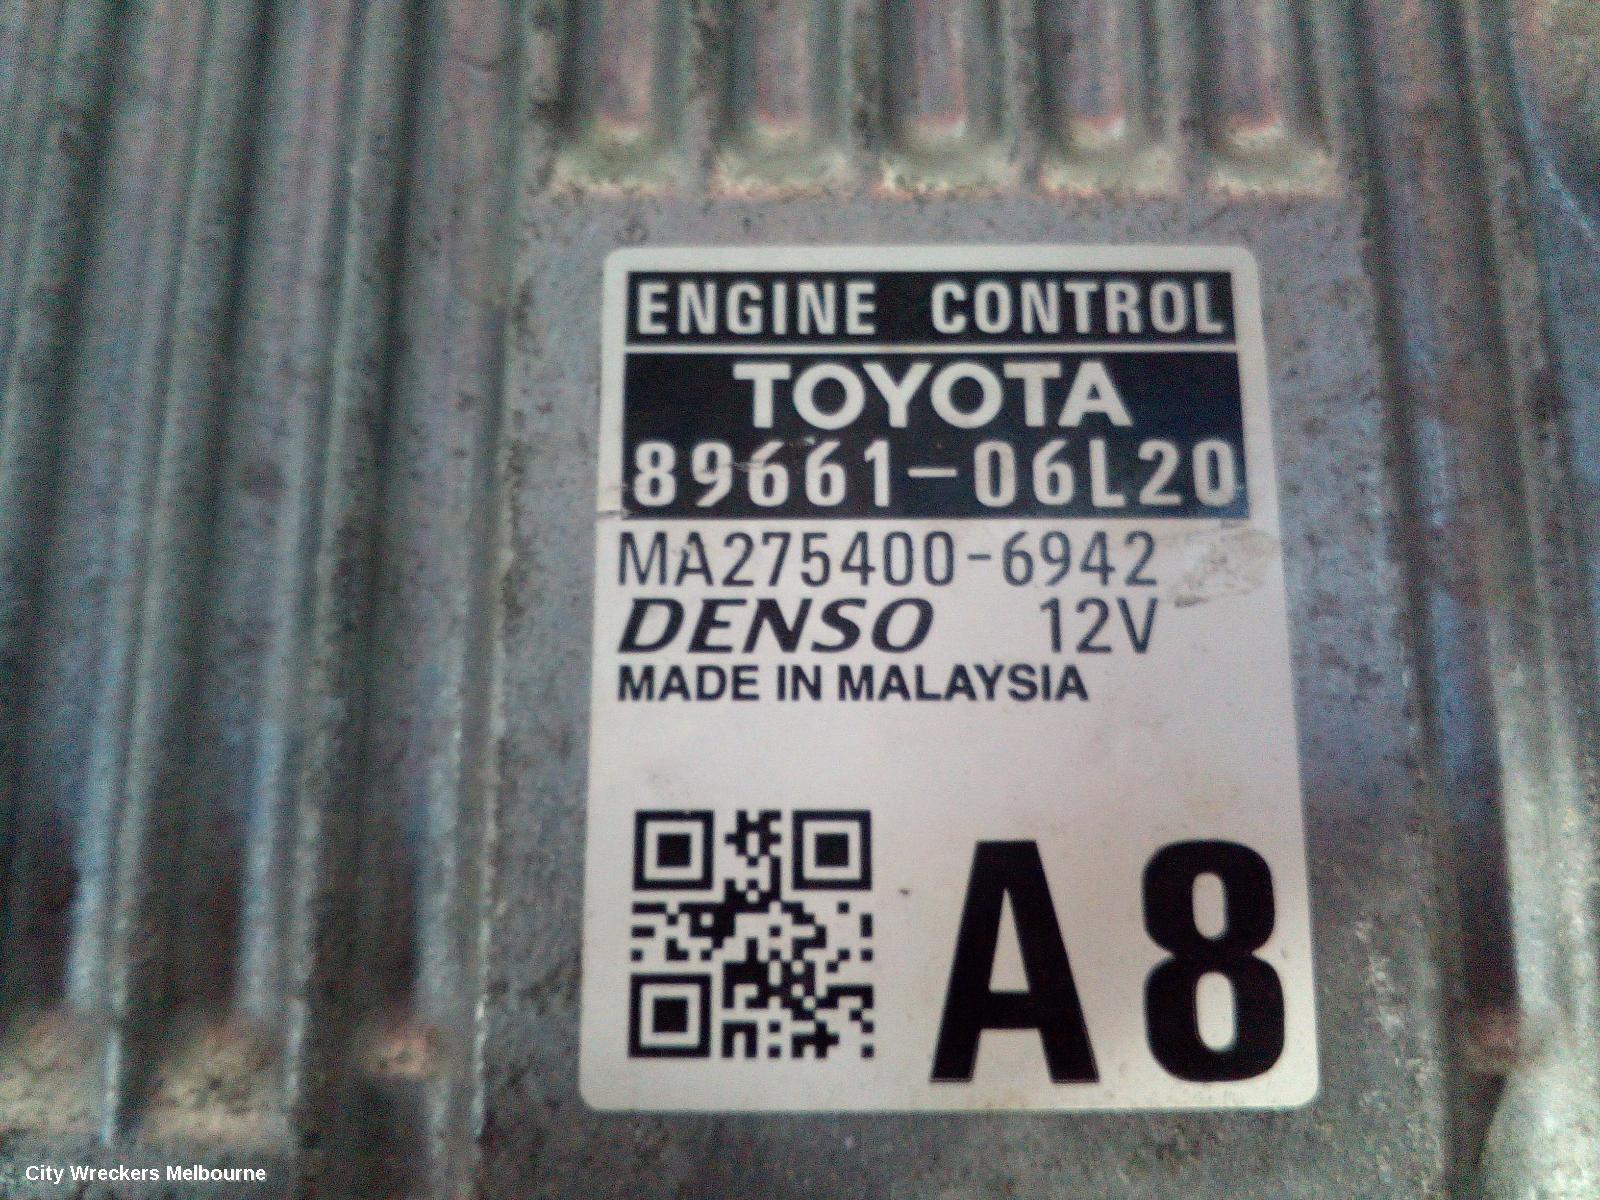 ENGINE CONTROL
TOYOTA
89661-06L20
MA275400-6942
DENSO 12V
MADE IN MALAYSIA
A8
City Wreckers Melbourne